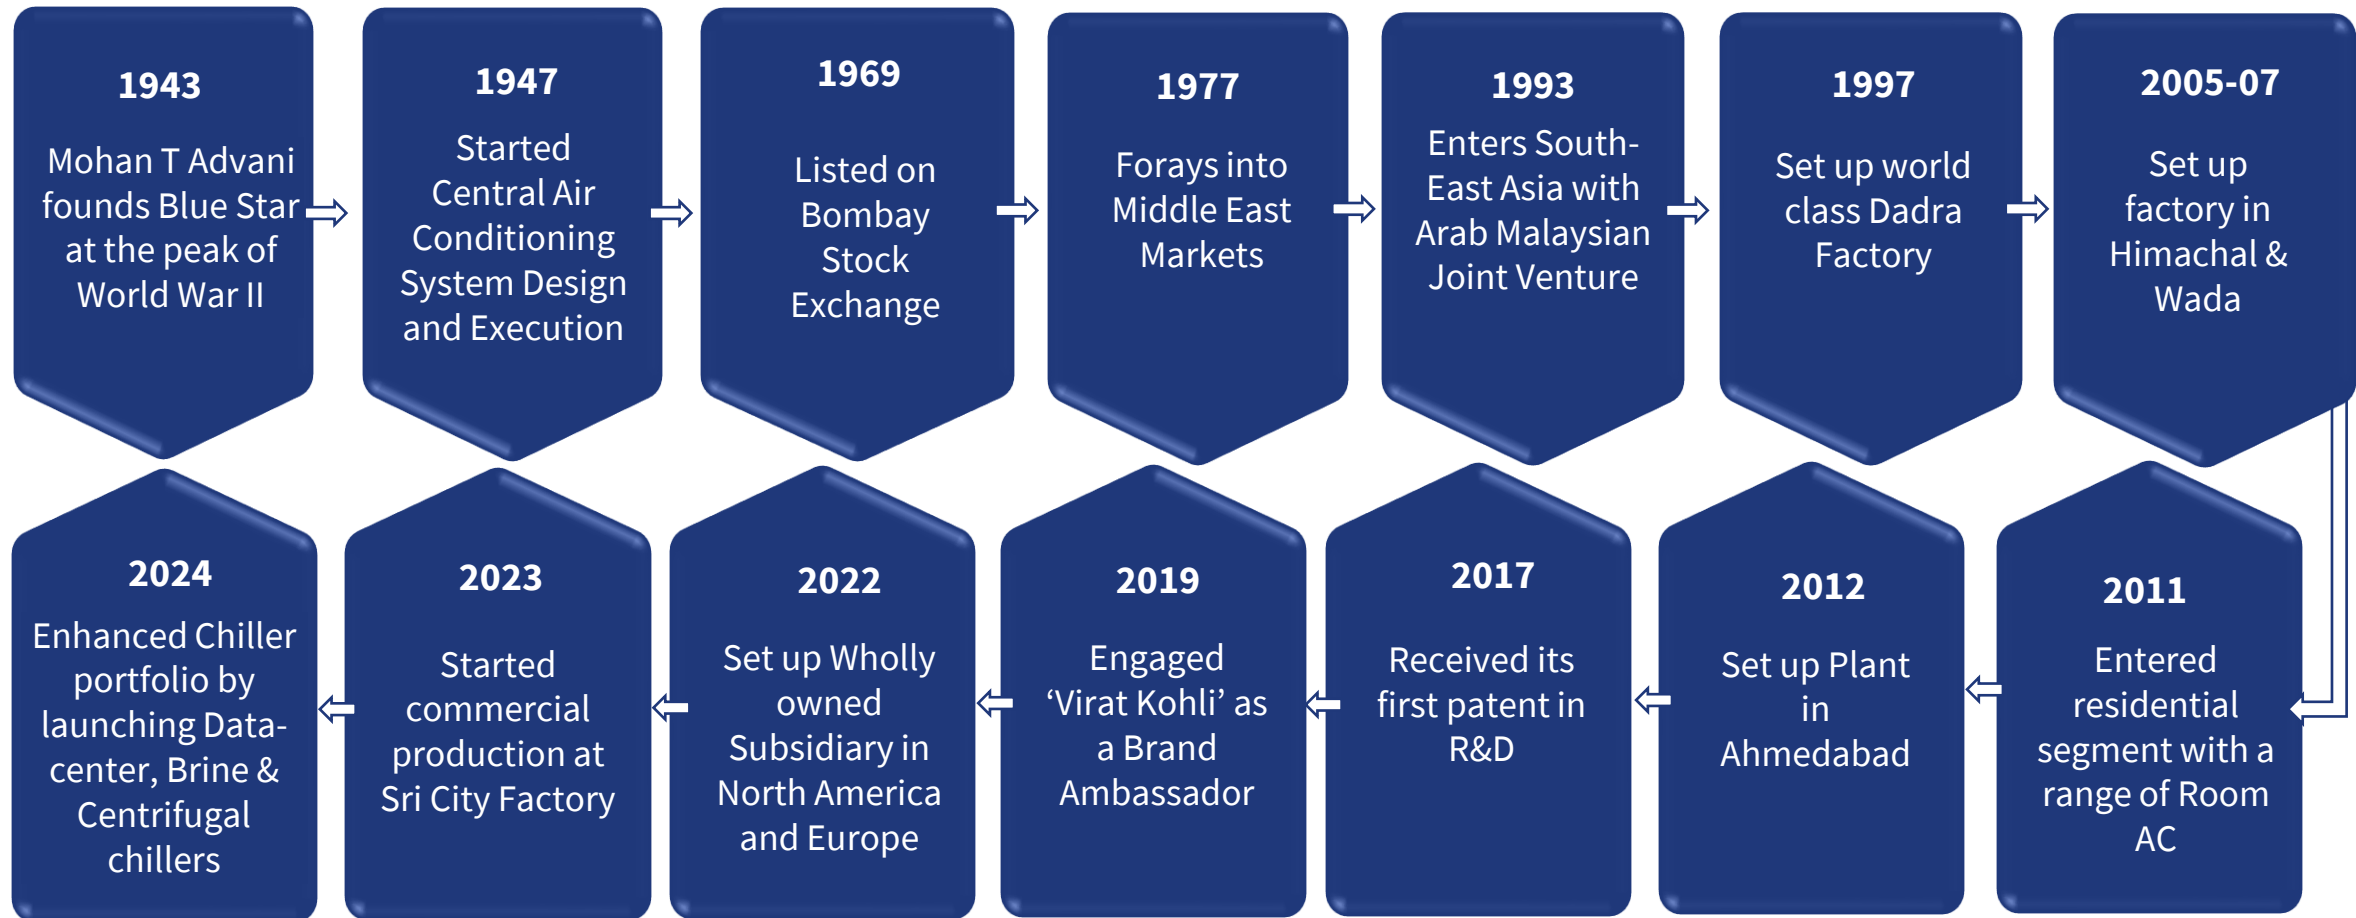 1943
Mohan T Advani
founds Blue Star
at the peak of
World War II
1947
Started
Central Air
Conditioning
System Design
and Execution
1969
Listed on
Bombay
Stock
Exchange
1977
Forays into
Middle East
Markets
1993
Enters South-
East Asia with
Arab Malaysian
Joint Venture
1997
Set up world
class Dadra
Factory
2005-07
Set up
factory in
Himachal &
Wada
2011
Entered
residential
segment with a
range of Room
AC
2012
Set up Plant
in
Ahmedabad
2017
Received its
first patent in
R&D
2019
Engaged
‘Virat Kohli’ as
a Brand
Ambassador
2022
Set up Wholly
owned
Subsidiary in
North America
and Europe
2023
Started
commercial
production at
Sri City Factory
2024
Enhanced Chiller
portfolio by
launching Data-
center, Brine &
Centrifugal
chillers